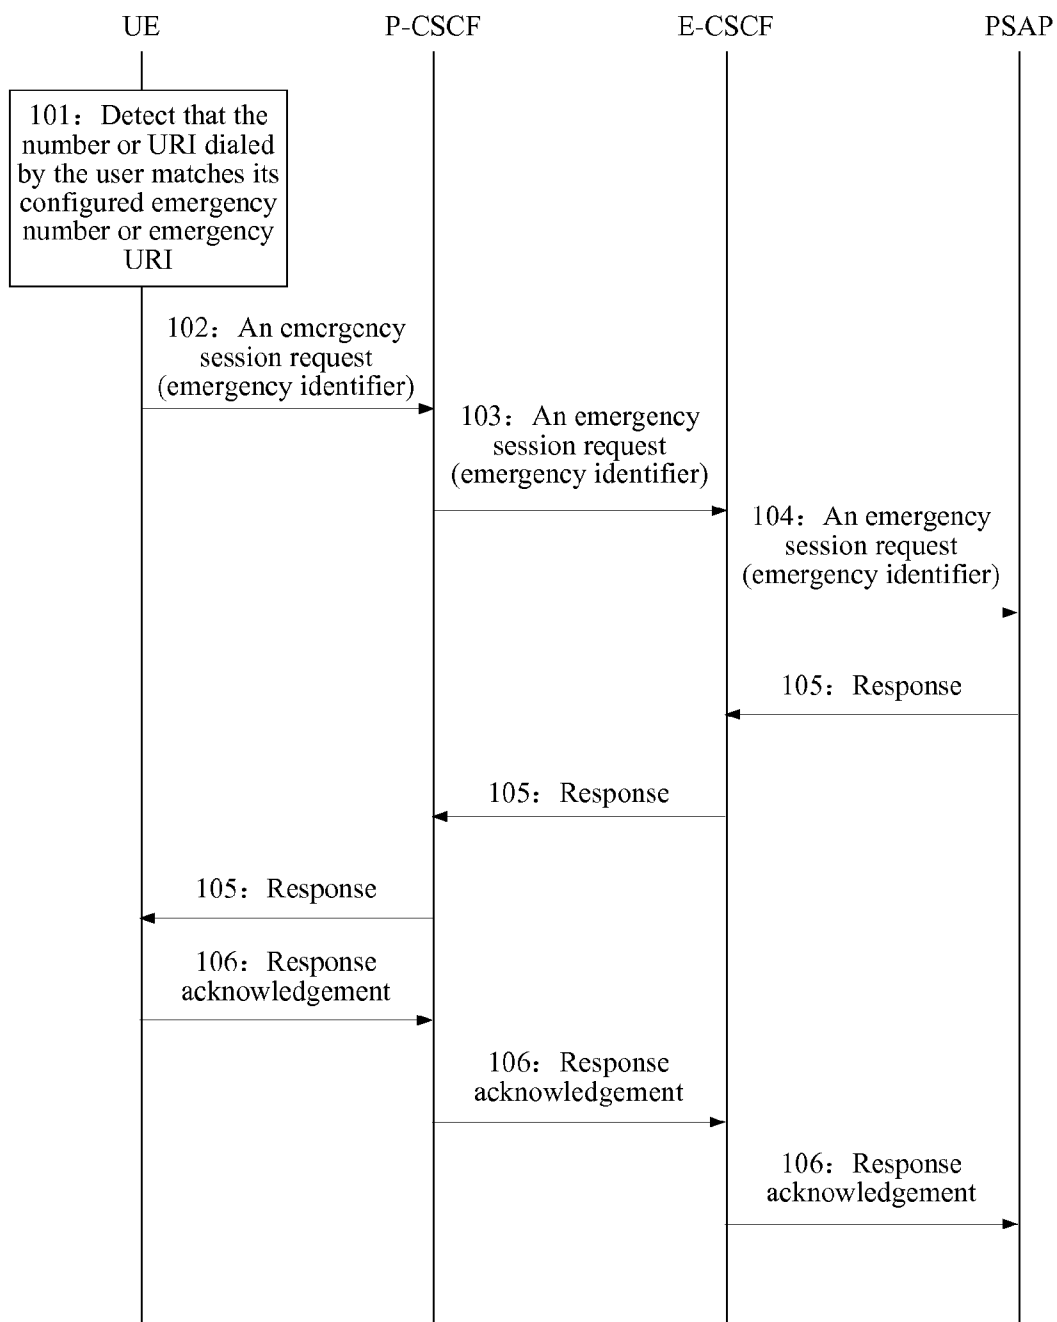 UE
P-CSCF
E-CSCF
PSAP
101: Detect that the
number or URI dialed
by the user matches its
configured emergency
number or emergency
URI
102: An emergency
session request
(emergency identifier)
103: An emergency
session request
(emergency identifier)
104: An emergency
session request
(emergency identifier)
105: Response
105: Response
105: Response
106: Response
acknowledgement
106: Response
acknowledgement
106: Response
acknowledgement